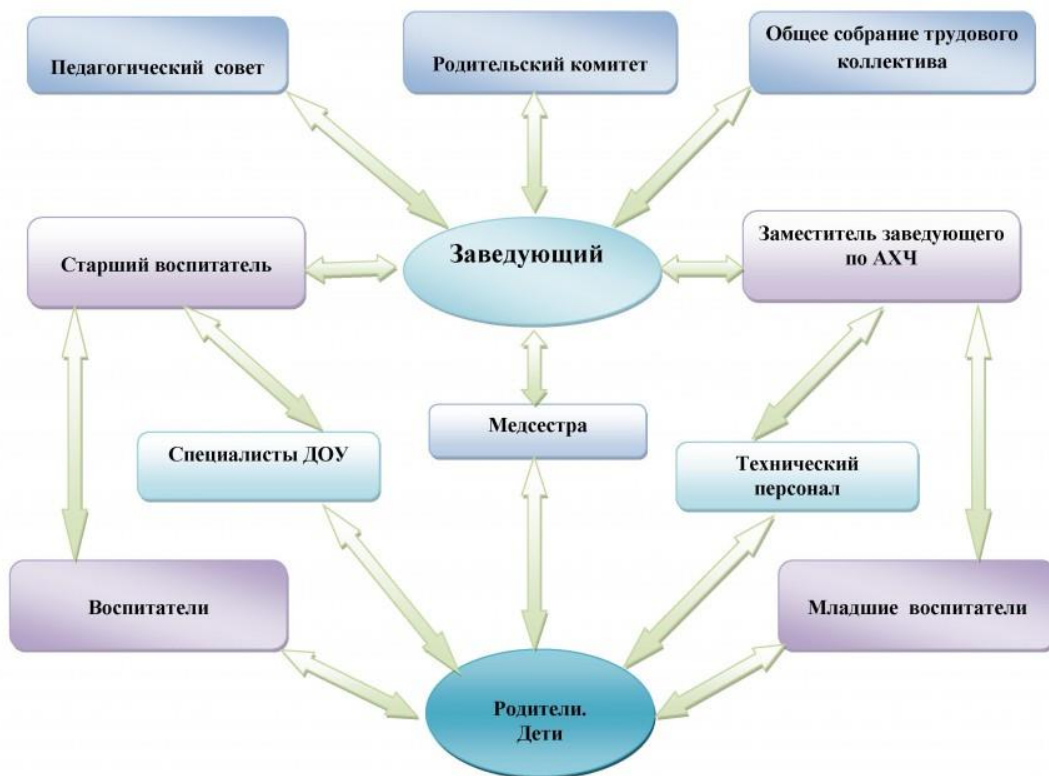 Педагогический совет
Родительский комитет
Общее собрание трудового
коллектива
Старший воспитатель
Заведующий
Заместитель заведующего
по АХЧ
Специалисты ДОУ
Медсестра
Технический
персонал
Воспитатели
Младшие воспитатели
Родители.
Дети